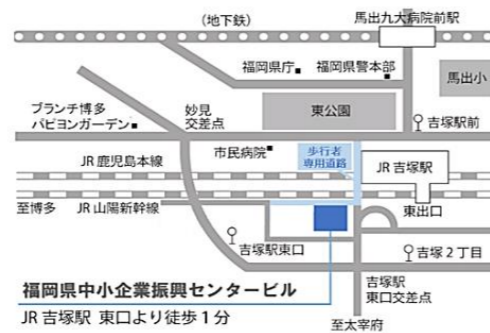 （地下鉄）
馬出九大病院前駅
福岡県庁
福岡県警本部
馬出小
東公園
ブランチ博多
パピヨンガーデン
妙見
交差点
吉塚駅前
市民病院
歩行者
専用道路
JR 吉塚駅
JR 鹿児島本線
至博多
JR 山陽新幹線
東出口
吉塚駅東口
吉塚２丁目
福岡県中小企業振興センタービル
JR 吉塚駅 東口より徒歩 1 分
吉塚駅
東口交差点
至太宰府